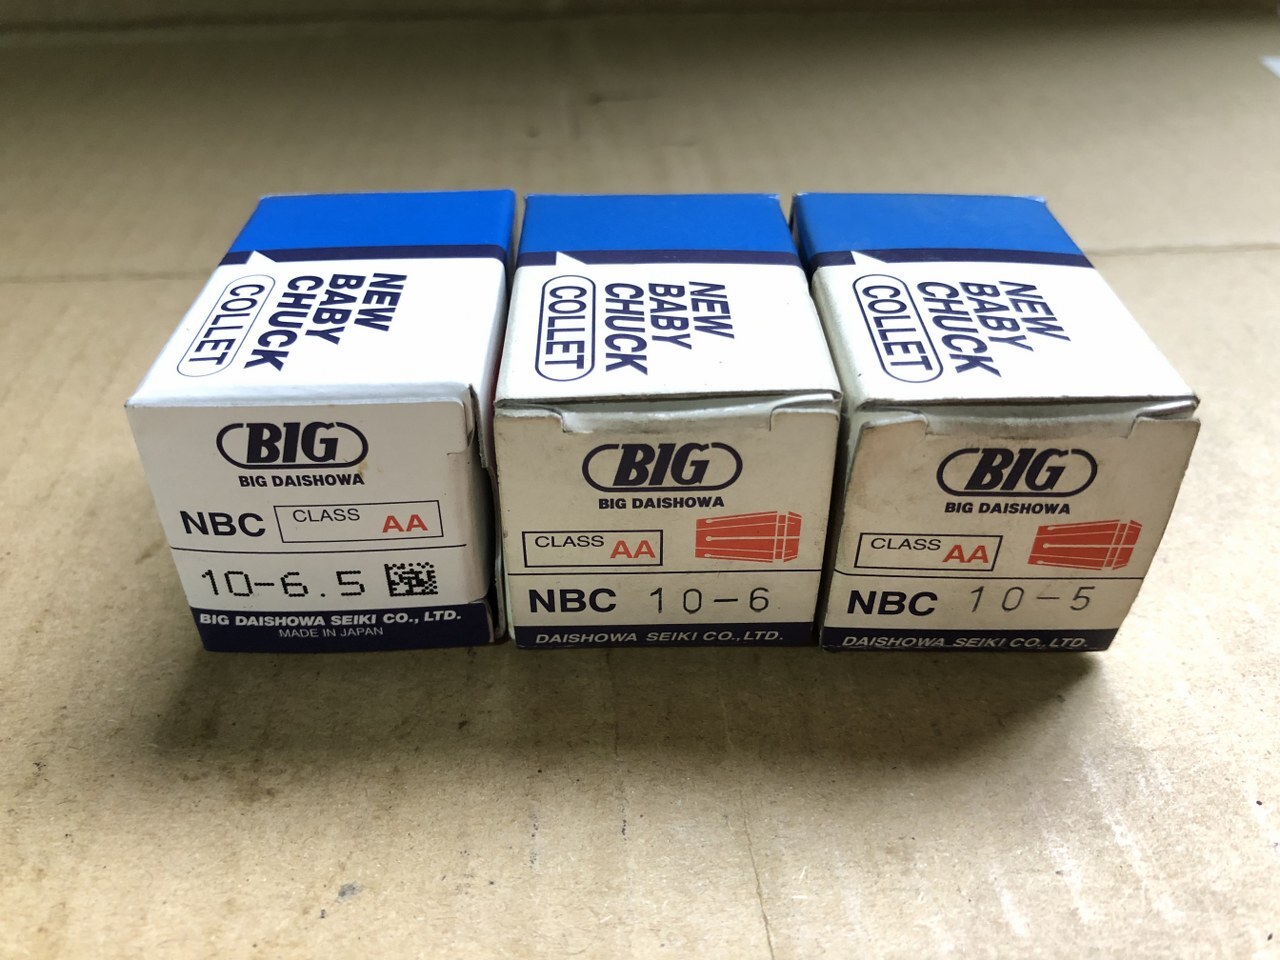 NEW
BABY
CHUCK
COLLET
BIG
BIG DAISHOWA
NBC CLASS AA
10-6.5
BIG DAISHOWA SEIKI CO., LTD.
MADE IN JAPAN
NEW
BABY
CHUCK
COLLET
BIG
BIG DAISHOWA
CLASS AA
NBC 10-6
DAISHOWA SEIKI CO., LTD.
NEW
BABY
CHUCK
COLLET
BIG
BIG DAISHOWA
CLASS AA
NBC 10-5
DAISHOWA SEIKI CO., LTD.